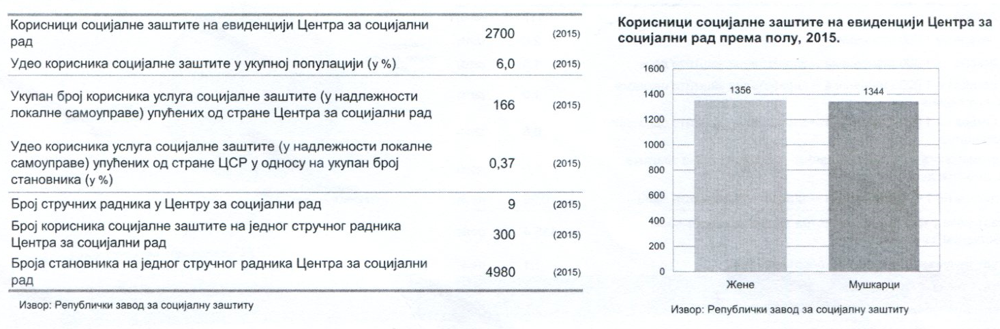 Корисници социјалне заштите на евиденцији Центра за социјални
рад
2700 (2015)
Удео корисника социјалне заштите у укупној популацији (у %) 6,0 (2015)
Укупан број корисника услуга социјалне заштите (у надлежности
локалне самоуправе) упућених од стране Центра за социјални рад
166 (2015)
Удео корисника услуга социјалне заштите (у надлежности локалне
самоуправе) упућених од стране ЦСР у односу на укупан број
становника (у %)
0,37 (2015)
Број стручних радника у Центру за социјални рад 9 (2015)
Број корисника социјалне заштите на једног стручног радника
Центра за социјални рад
300 (2015)
Броја становника на једног стручног радника Центра за социјални
рад
4980 (2015)
Извор: Републички завод за социјалну заштиту
Корисници социјалне заштите на евиденцији Центра за
социјални рад према полу, 2015.
1600
1400
1200
1000
800
600
400
200
0
1356 1344
Жене Мушкарци
Извор: Републички завод за социјалну заштиту